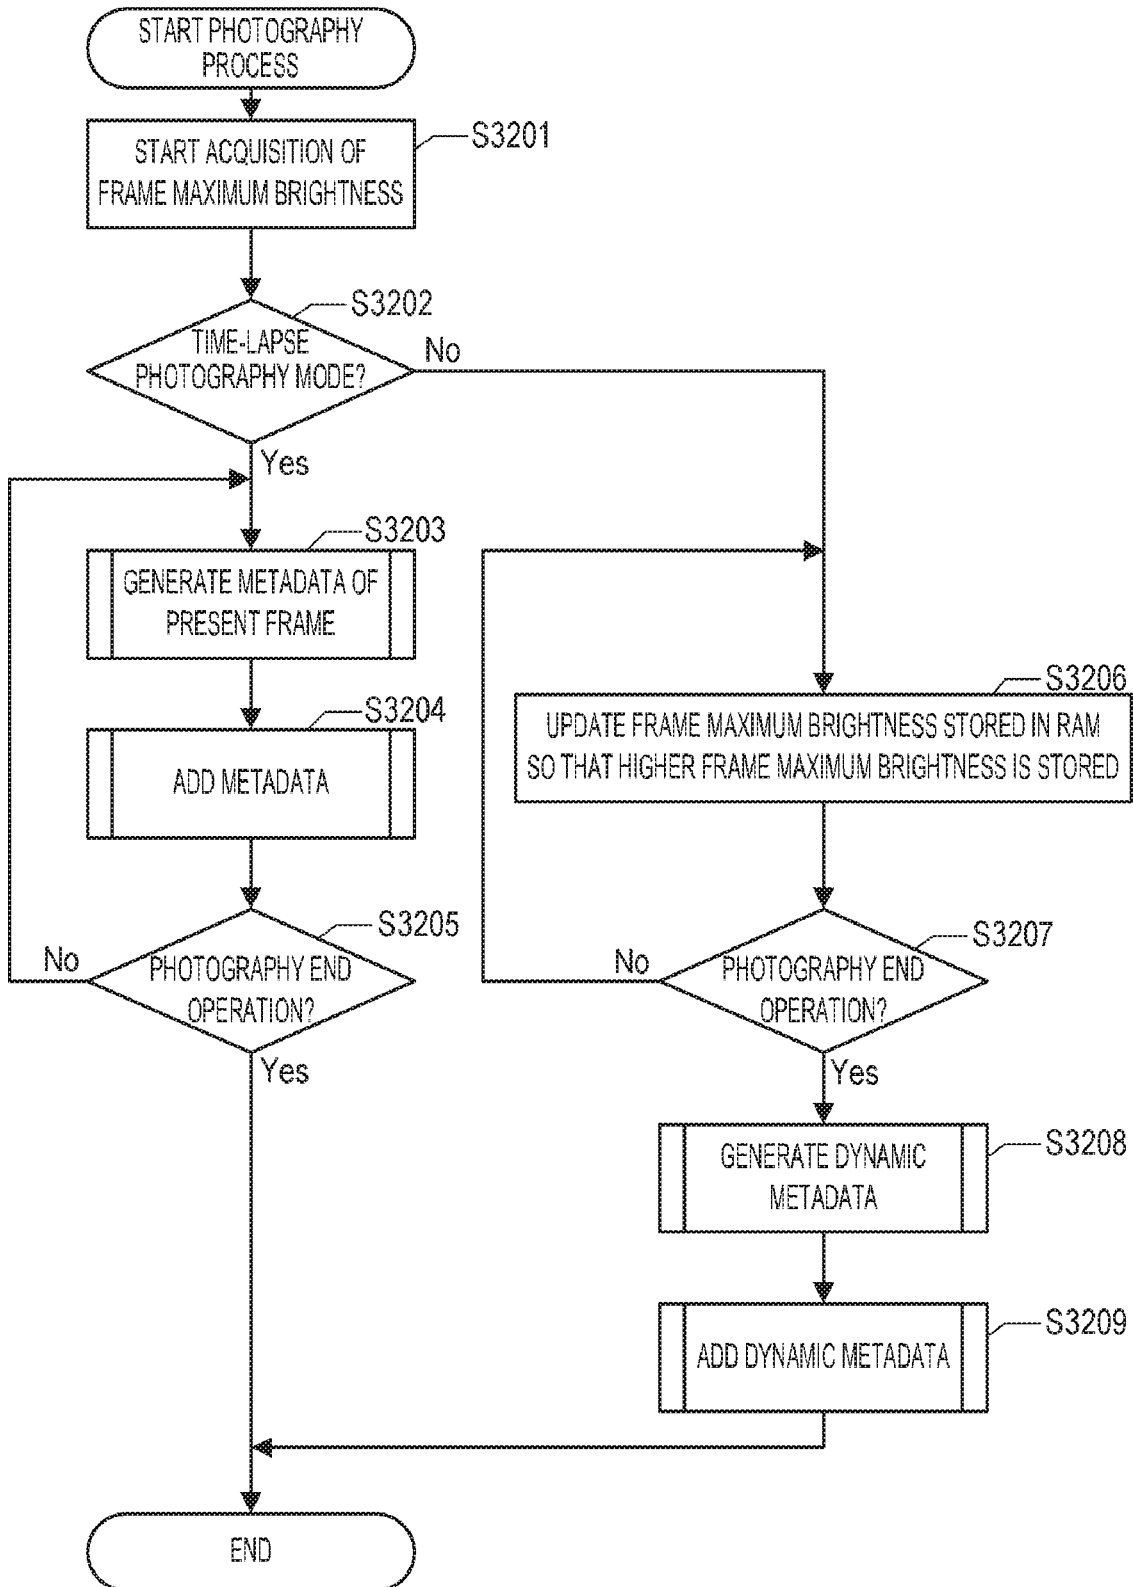 START PHOTOGRAPHY
PROCESS
START ACQUISITION OF
FRAME MAXIMUM BRIGHTNESS
S3201
S3202
TIME-LAPSE
PHOTOGRAPHY MODE?
No
Yes
S3203
GENERATE METADATA OF
PRESENT FRAME
S3204
ADD METADATA
S3205
PHOTOGRAPHY END
OPERATION?
No
Yes
S3206
UPDATE FRAME MAXIMUM BRIGHTNESS STORED IN RAM
SO THAT HIGHER FRAME MAXIMUM BRIGHTNESS IS STORED
S3207
PHOTOGRAPHY END
OPERATION?
No
Yes
S3208
GENERATE DYNAMIC
METADATA
S3209
ADD DYNAMIC METADATA
END